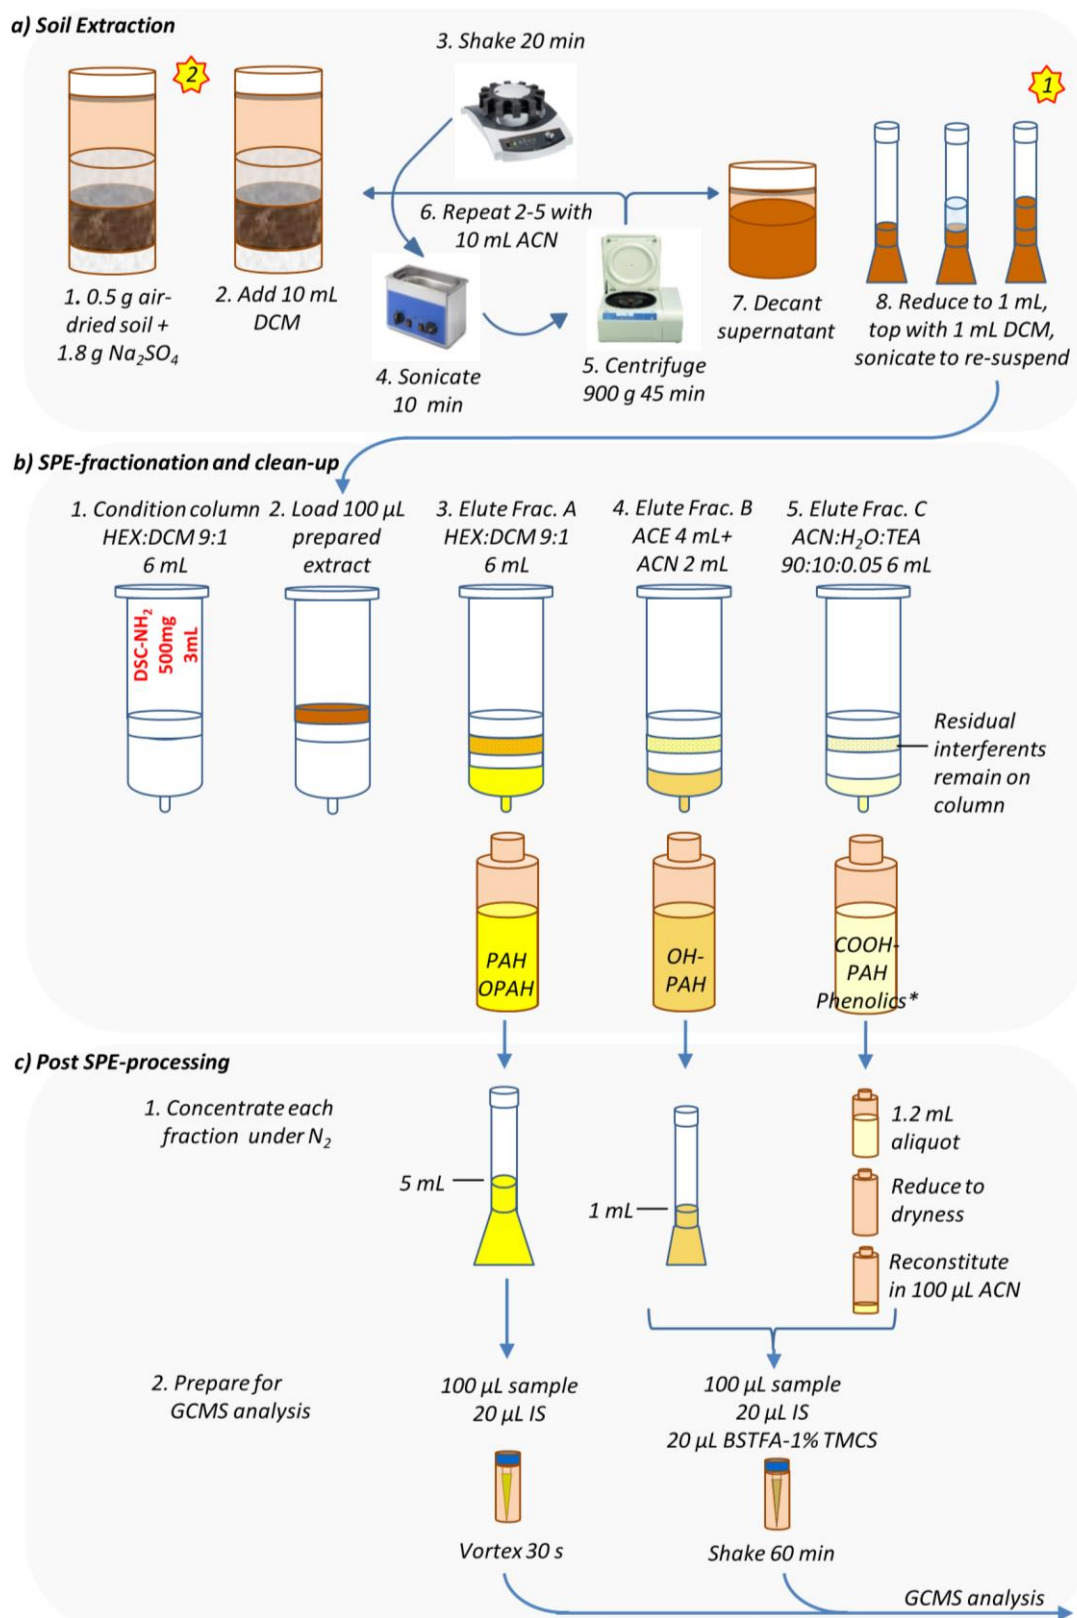 a) Soil Extraction
2
1
3. Shake 20 min
6. Repeat 2-5 with
10 mL ACN
1. 0.5 g air-
dried soil +
1.8 g Na₂SO₄
2. Add 10 mL
DCM
4. Sonicate
10 min
5. Centrifuge
900 g 45 min
7. Decant
supernatant
8. Reduce to 1 mL,
top with 1 mL DCM,
sonicate to re-suspend
b) SPE-fractionation and clean-up
1. Condition column
HEX:DCM 9:1
6 mL
2. Load 100 µL
prepared
extract
3. Elute Frac. A
HEX:DCM 9:1
6 mL
4. Elute Frac. B
ACE 4 mL+
ACN 2 mL
5. Elute Frac. C
ACN:H₂O:TEA
90:10:0.05 6 mL
DSC-NH₂
500mg
3mL
Residual
interferents
remain on
column
PAH
OPAH
OH-
PAH
COOH-
PAH
Phenolics*
c) Post SPE-processing
1. Concentrate each
fraction under N₂
5 mL
1 mL
1.2 mL
aliquot
Reduce to
dryness
Reconstitute
in 100 µL ACN
2. Prepare for
GCMS analysis
100 µL sample
20 µL IS
100 µL sample
20 µL IS
20 µL BSTFA-1% TMCS
Vortex 30 s
Shake 60 min
GCMS analysis